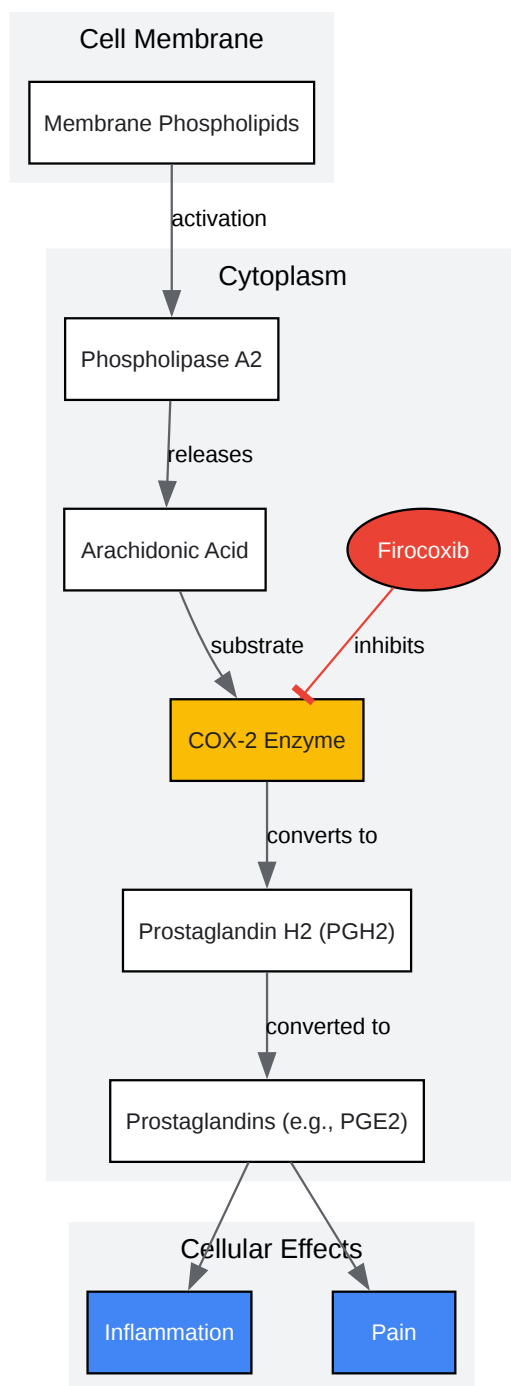 Cell Membrane
Membrane Phospholipids
activation
Cytoplasm
Phospholipase A2
releases
Arachidonic Acid
Firocoxib
substrate
inhibits
COX-2 Enzyme
converts to
Prostaglandin H2 (PGH2)
converted to
Prostaglandins (e.g., PGE2)
Cellular Effects
Inflammation
Pain